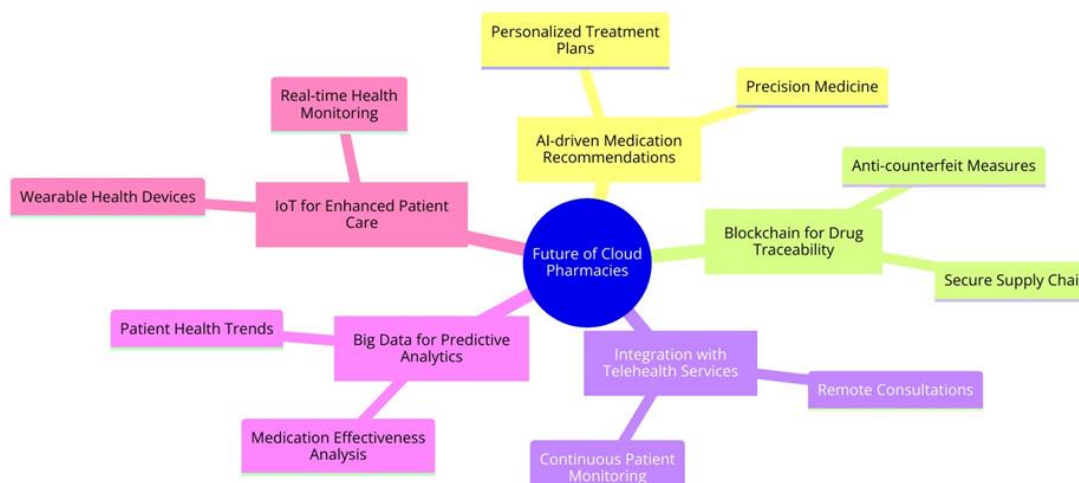 Personalized Treatment
Plans
Precision Medicine
Real-time Health
Monitoring
AI-driven Medication
Recommendations
Anti-counterfeit Measures
Wearable Health Devices
IoT for Enhanced Patient
Care
Blockchain for Drug
Traceability
Future of Cloud
Pharmacies
Secure Supply Chai
Patient Health Trends
Big Data for Predictive
Analytics
Integration with
Telehealth Services
Remote Consultations
Medication Effectiveness
Analysis
Continuous Patient
Monitoring